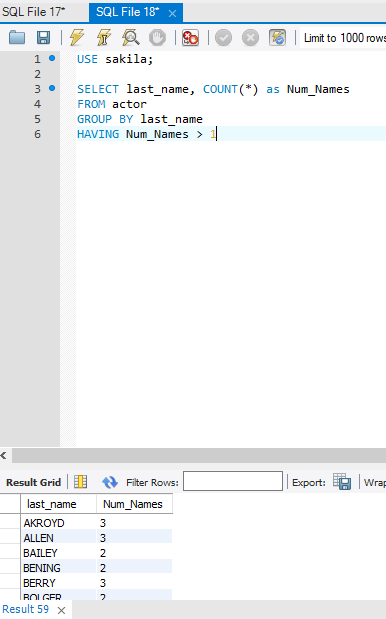 SQL File 17* SQL File 18* ×
Limit to 1000 rows
1 USE sakila;
2
3 SELECT last_name, COUNT(*) as Num_Names
4 FROM actor
5 GROUP BY last_name
6 HAVING Num_Names > 1
Result Grid Filter Rows: Export: Wrap
last_name Num_Names
AKROYD 3
ALLEN 3
BAILEY 2
BENING 2
BERRY 3
BOLGER 2
Result 59 ×